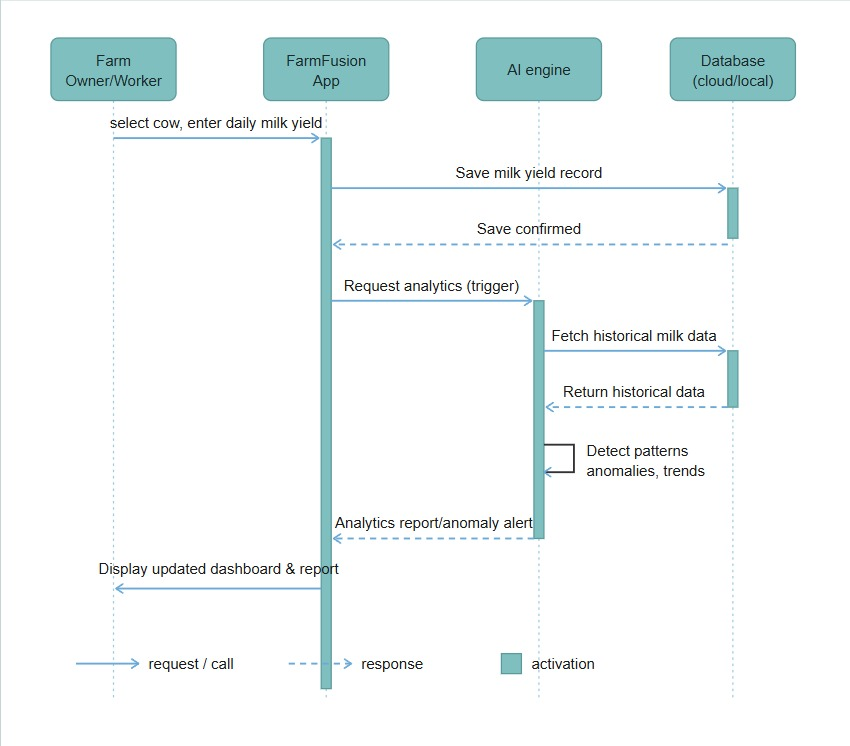 Farm
Owner/Worker
FarmFusion
App
AI engine
Database
(cloud/local)
select cow, enter daily milk yield
Save milk yield record
Save confirmed
Request analytics (trigger)
Fetch historical milk data
Return historical data
Detect patterns
anomalies, trends
Analytics report/anomaly alert
Display updated dashboard & report
request / call
response
activation